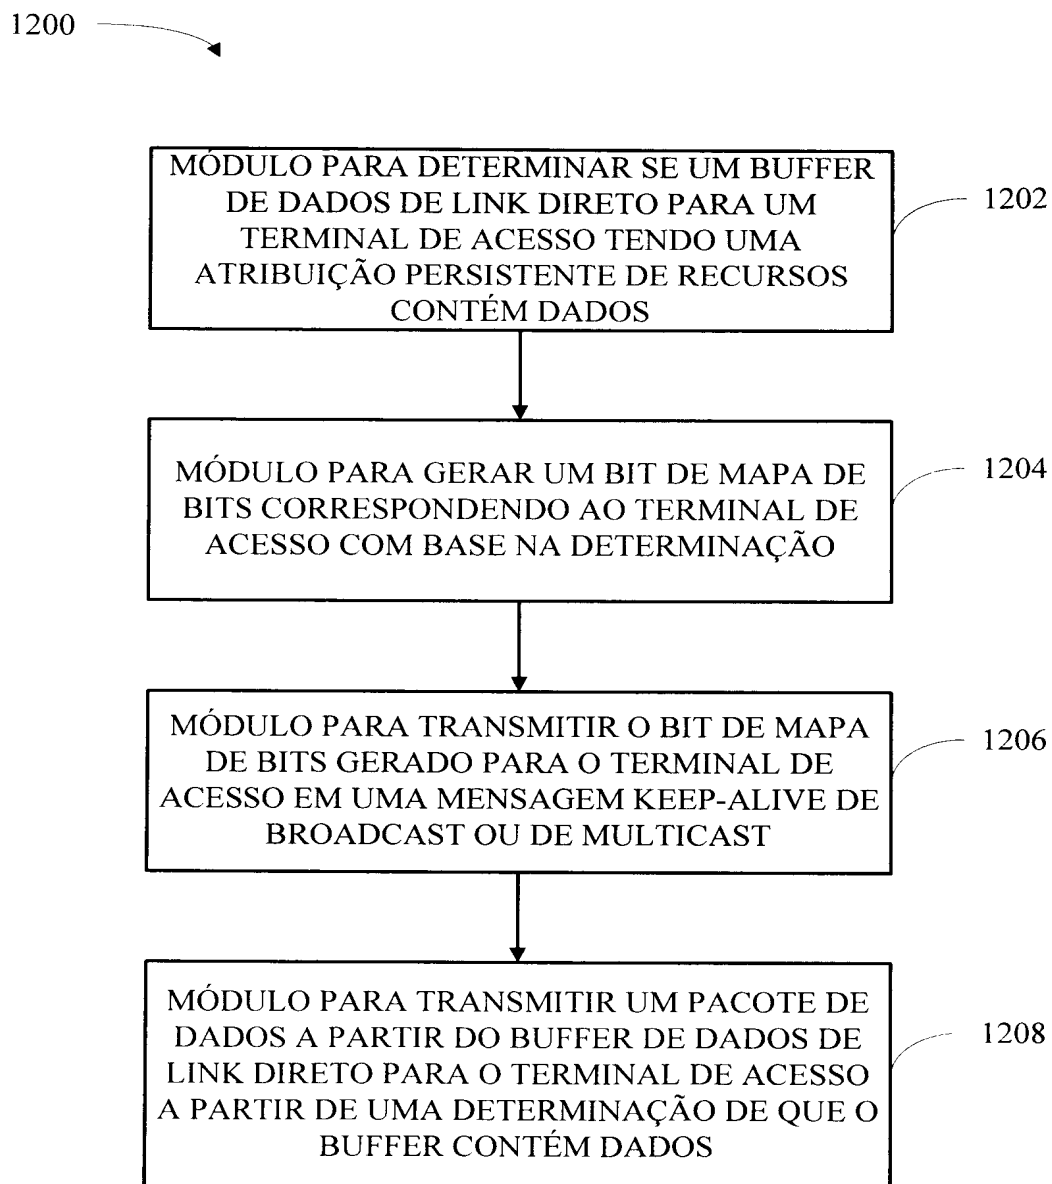 1200
MÓDULO PARA DETERMINAR SE UM BUFFER
DE DADOS DE LINK DIRETO PARA UM
TERMINAL DE ACESSO TENDO UMA
ATRIBUIÇÃO PERSISTENTE DE RECURSOS
CONTÉM DADOS
1202
MÓDULO PARA GERAR UM BIT DE MAPA DE
BITS CORRESPONDENDO AO TERMINAL DE
ACESSO COM BASE NA DETERMINAÇÃO
1204
MÓDULO PARA TRANSMITIR O BIT DE MAPA
DE BITS GERADO PARA O TERMINAL DE
ACESSO EM UMA MENSAGEM KEEP-ALIVE DE
BROADCAST OU DE MULTICAST
1206
MÓDULO PARA TRANSMITIR UM PACOTE DE
DADOS A PARTIR DO BUFFER DE DADOS DE
LINK DIRETO PARA O TERMINAL DE ACESSO
A PARTIR DE UMA DETERMINAÇÃO DE QUE O
BUFFER CONTÉM DADOS
1208